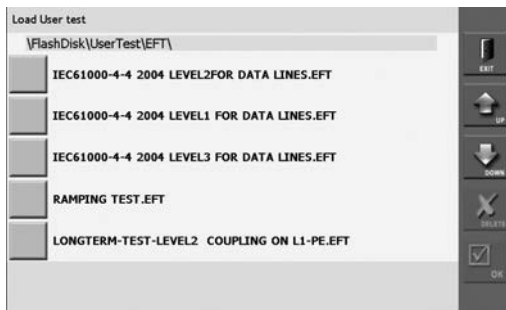 Load User test
\FlashDisk\UserTest\EFT\
IEC61000-4-4 2004 LEVEL2FOR DATA LINES.EFT
IEC61000-4-4 2004 LEVEL1 FOR DATA LINES.EFT
IEC61000-4-4 2004 LEVEL3 FOR DATA LINES.EFT
RAMPING TEST.EFT
LONGTERM-TEST-LEVEL2 COUPLING ON L1-PE.EFT
EXIT
UP
DOWN
DELETE
OK